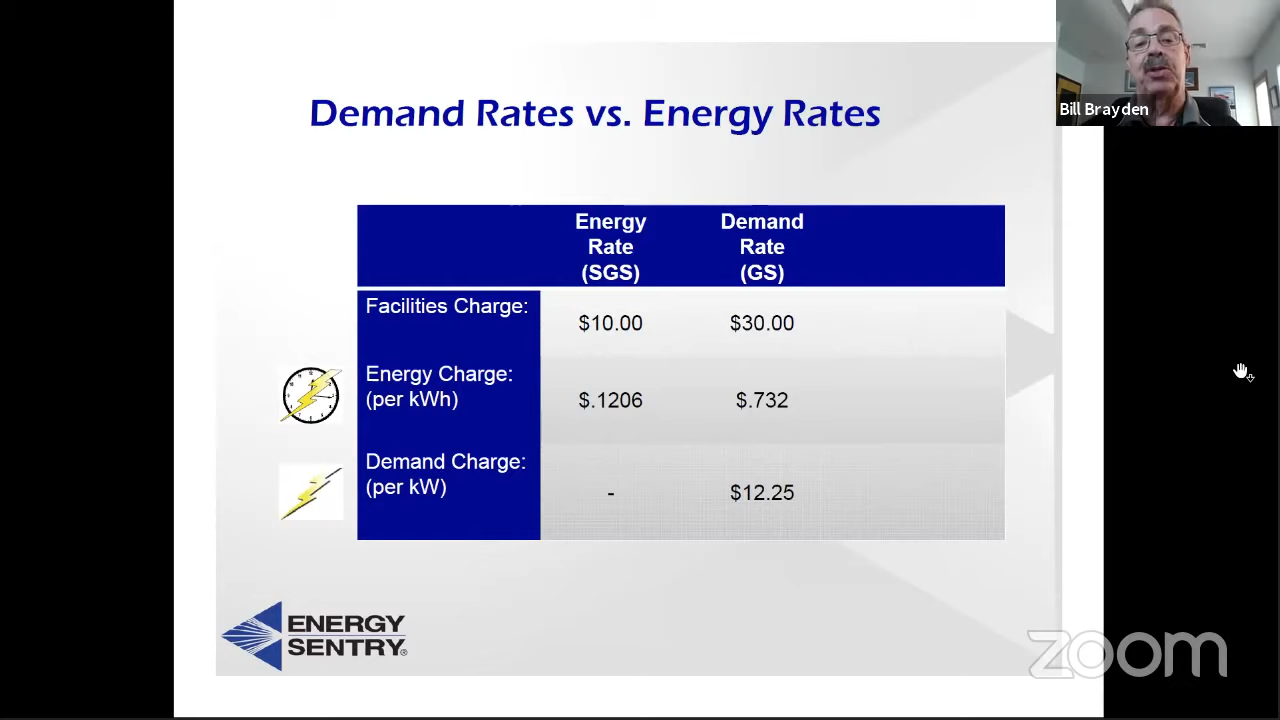 Bill Brayden
Demand Rates vs. Energy Rates
Energy
Rate
(SGS)
Demand
Rate
(GS)
Facilities Charge:
$10.00
$30.00
Energy Charge:
(per kWh)
$.1206
$.732
Demand Charge:
(per kW)
-
$12.25
ENERGY
SENTRY®
zoom